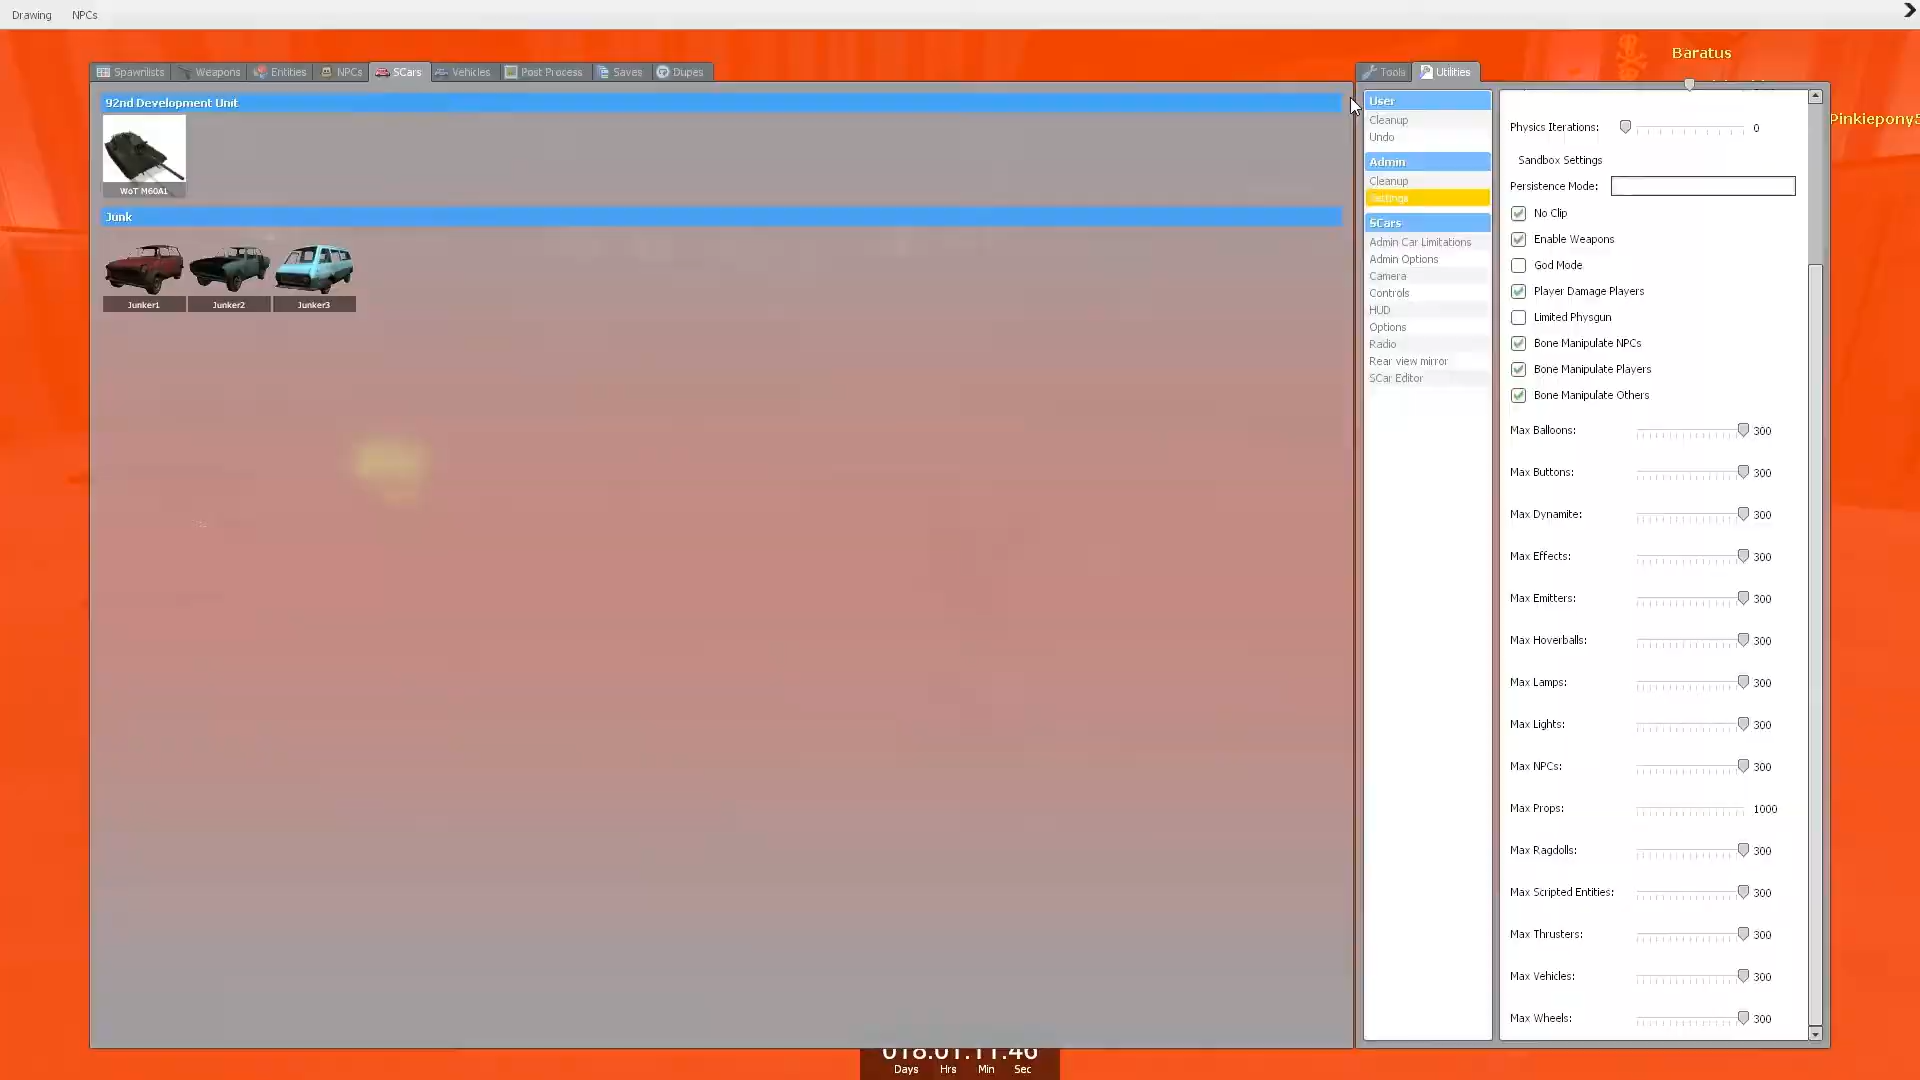 Drawing NPCs
Baratus
Pinkiepony5
Spawnlists Weapons Entities NPCs SCars Vehicles Post Process Saves Dupes
Tools Utilities
92nd Development Unit
WoT M60A1
Junk
Junker1 Junker2 Junker3
User
Cleanup
Undo
Admin
Cleanup
Settings
SCars
Admin Car Limitations
Admin Options
Camera
Controls
HUD
Options
Radio
Rear view mirror
SCar Editor
Physics Iterations: 0
Sandbox Settings
Persistence Mode:
No Clip
Enable Weapons
God Mode
Player Damage Players
Limited Physgun
Bone Manipulate NPCs
Bone Manipulate Players
Bone Manipulate Others
Max Balloons: 300
Max Buttons: 300
Max Dynamite: 300
Max Effects: 300
Max Emitters: 300
Max Hoverballs: 300
Max Lamps: 300
Max Lights: 300
Max NPCs: 300
Max Props: 1000
Max Ragdolls: 300
Max Scripted Entities: 300
Max Thrusters: 300
Max Vehicles: 300
Max Wheels: 300
018:01:11:46
Days Hrs Min Sec